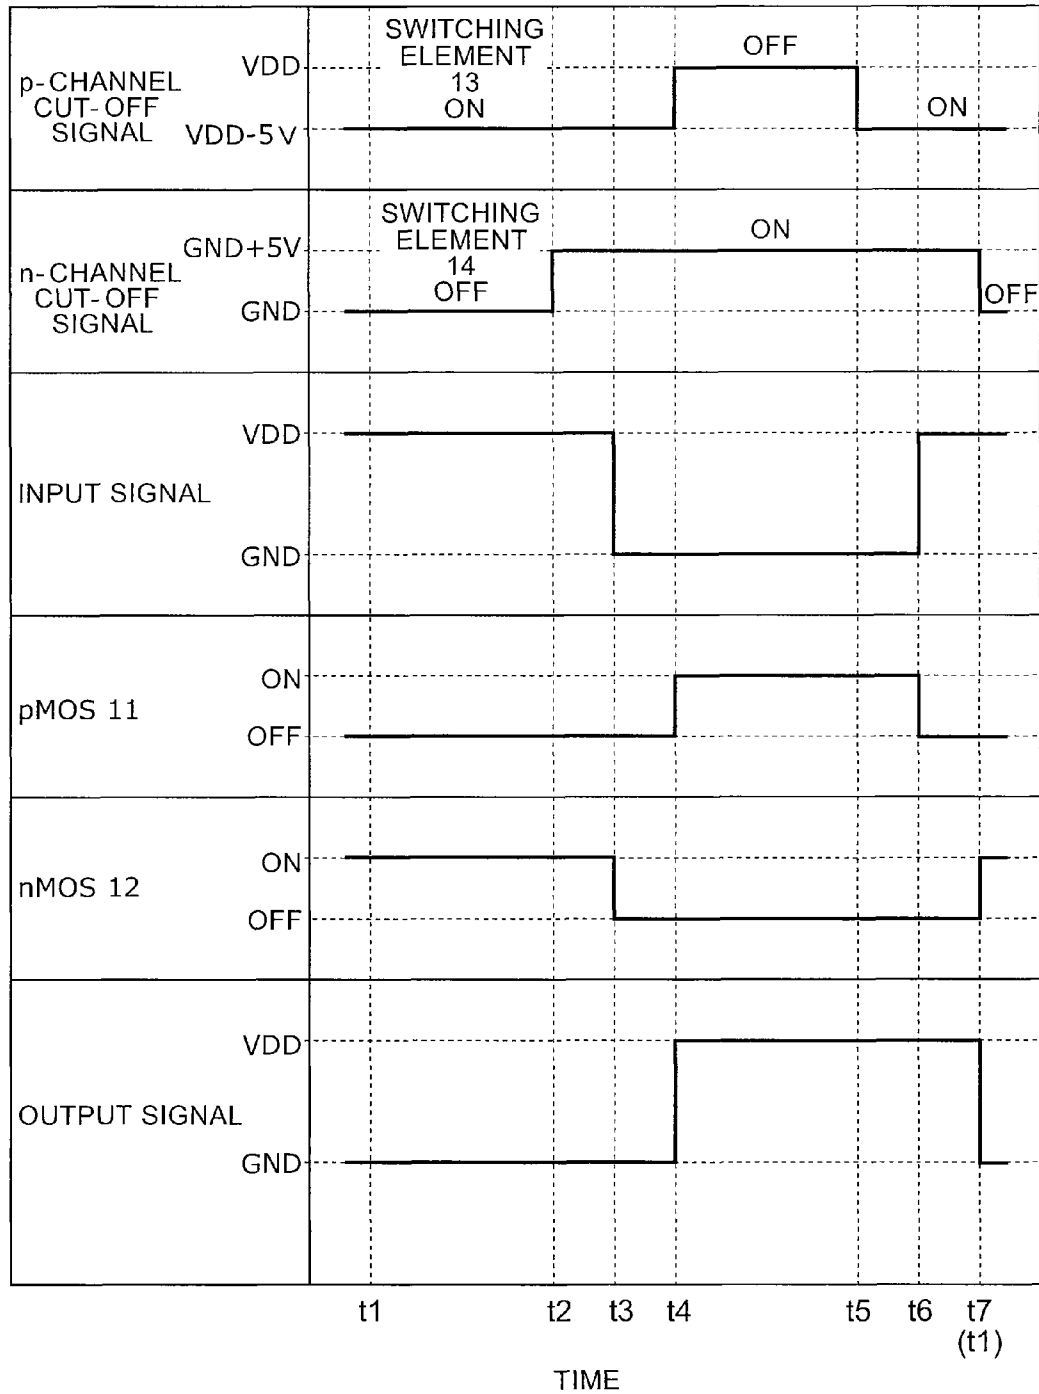 p-CHANNEL
CUT-OFF
SIGNAL
VDD
VDD-5V
SWITCHING
ELEMENT
13
ON
OFF
ON
n-CHANNEL
CUT-OFF
SIGNAL
GND+5V
GND
SWITCHING
ELEMENT
14
OFF
ON
OFF
INPUT SIGNAL
VDD
GND
pMOS 11
ON
OFF
nMOS 12
ON
OFF
OUTPUT SIGNAL
VDD
GND
t1 t2 t3 t4 t5 t6 t7
(t1)
TIME